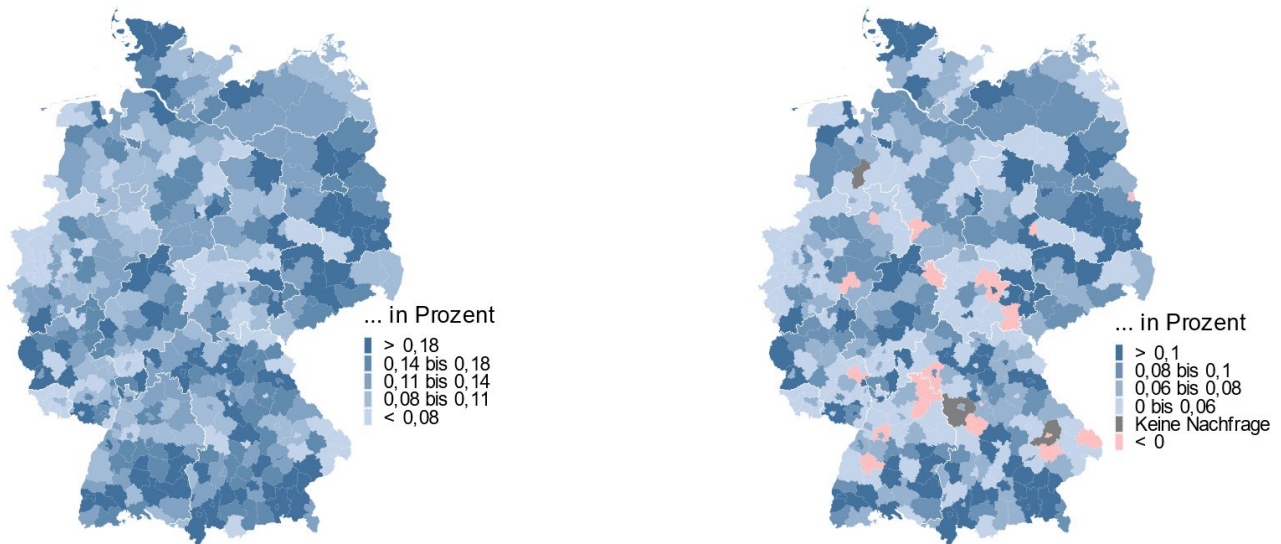 ... in Prozent
> 0,18
0,14 bis 0,18
0,11 bis 0,14
0,08 bis 0,11
< 0,08
... in Prozent
> 0,1
0,08 bis 0,1
0,06 bis 0,08
0 bis 0,06
Keine Nachfrage
< 0